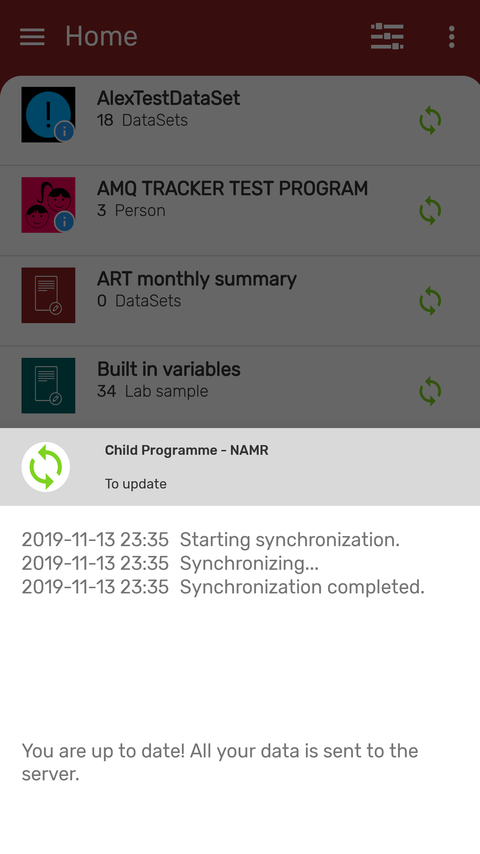 Home
AlexTestDataSet
18 DataSets
AMQ TRACKER TEST PROGRAM
3 Person
ART monthly summary
0 DataSets
Built in variables
34 Lab sample
Child Programme - NAMR
To update
2019-11-13 23:35 Starting synchronization.
2019-11-13 23:35 Synchronizing...
2019-11-13 23:35 Synchronization completed.
You are up to date! All your data is sent to the
server.